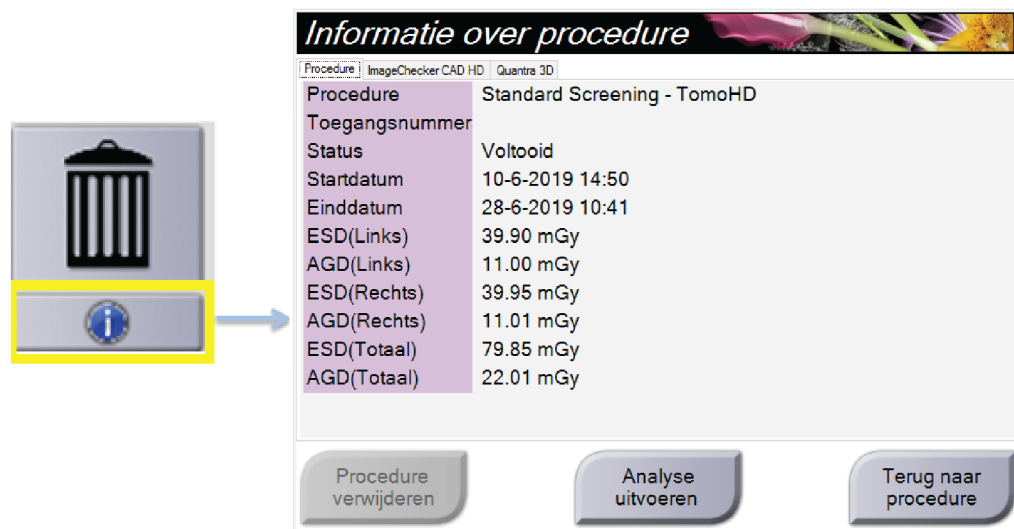 Informatie over procedure
Procedure ImageChecker CAD HD Quantra 3D
Procedure Standard Screening - TomoHD
Toegangsnummer
Status Voltooid
Startdatum 10-6-2019 14:50
Einddatum 28-6-2019 10:41
ESD(Links) 39.90 mGy
AGD(Links) 11.00 mGy
ESD(Rechts) 39.95 mGy
AGD(Rechts) 11.01 mGy
ESD(Totaal) 79.85 mGy
AGD(Totaal) 22.01 mGy
Procedure
verwijderen
Analyse
uitvoeren
Terug naar
procedure